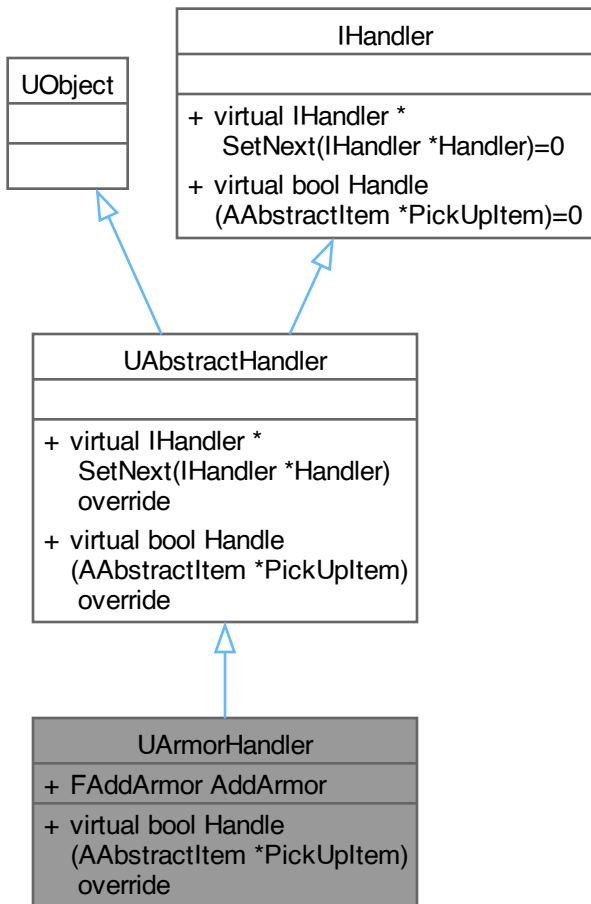 IHandler
UObject
+ virtual IHandler *
SetNext(IHandler *Handler)=0
+ virtual bool Handle
(AAbstractItem *PickUpItem)=0
UAbstractHandler
+ virtual IHandler *
SetNext(IHandler *Handler)
override
+ virtual bool Handle
(AAbstractItem *PickUpItem)
override
UArmorHandler
+ FAddArmor AddArmor
+ virtual bool Handle
(AAbstractItem *PickUpItem)
override